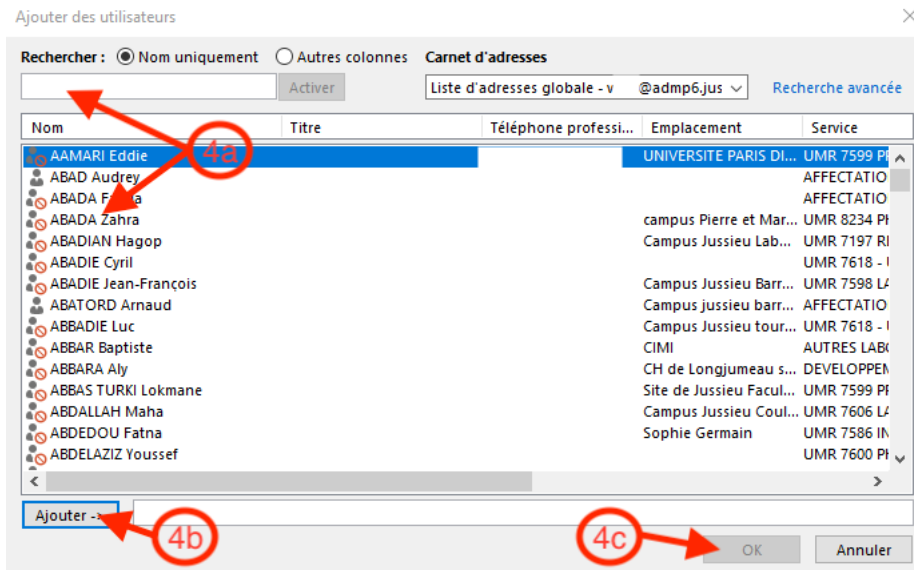 Ajouter des utilisateurs
Rechercher : Nom uniquement Autres colonnes Carnet d'adresses
Activer Liste d'adresses globale - v @admp6.jus Recherche avancée
Nom Titre Téléphone professi... Emplacement Service
AAMARI Eddie UNIVERSITE PARIS DI... UMR 7599 PF
4a
ABAD Audrey AFFECTATIO
ABADA F a AFFECTATIO
ABADA Zahra campus Pierre et Mar... UMR 8234 PH
ABADIAN Hagop Campus Jussieu Lab... UMR 7197 RI
ABADIE Cyril UMR 7618 - I
ABADIE Jean-François Campus Jussieu Barr... UMR 7598 LA
ABATORD Arnaud Campus jussieu barr... AFFECTATIO
ABBADIE Luc Campus Jussieu tour... UMR 7618 - I
ABBAR Baptiste CIMI AUTRES LABO
ABBARA Aly CH de Longjumeau s... DEVELOPPEM
ABBAS TURKI Lokmane Site de Jussieu Facul... UMR 7599 PF
ABDALLAH Maha Campus Jussieu Coul... UMR 7606 LA
ABDEDOU Fatna Sophie Germain UMR 7586 IN
ABDELAZIZ Youssef UMR 7600 PH
Ajouter ->
4b
4c
OK Annuler